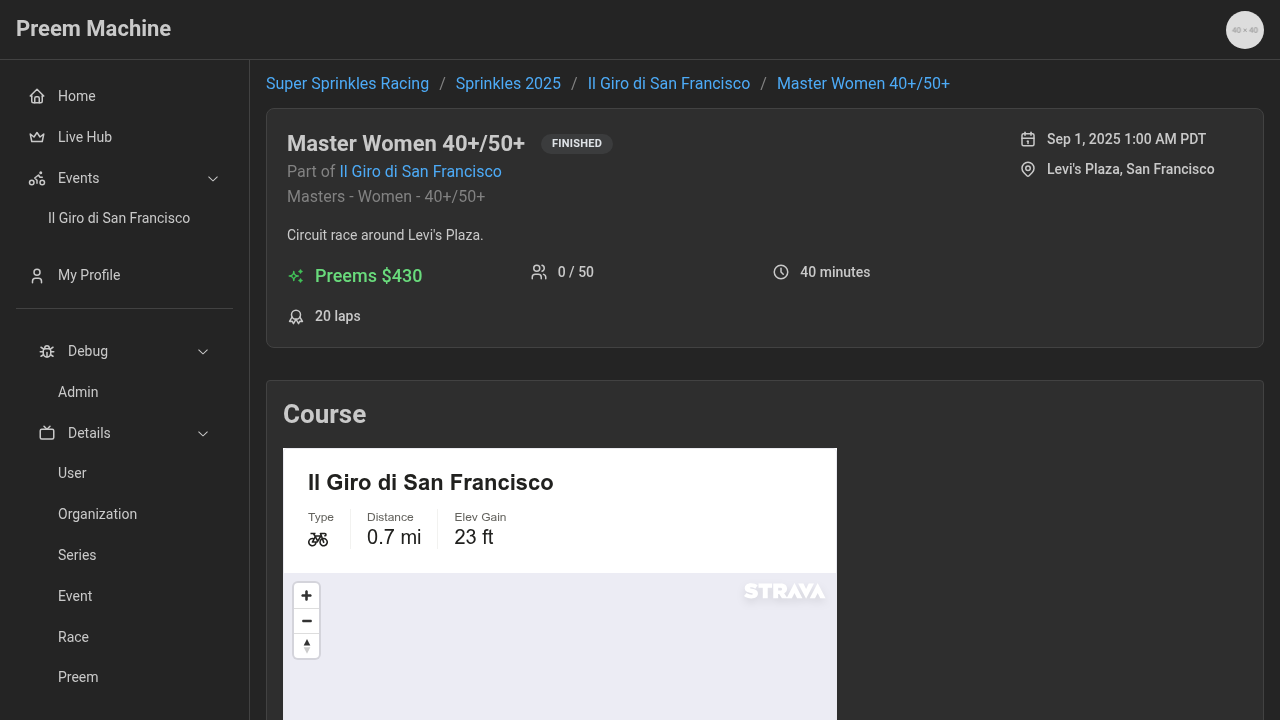 Preem Machine
40 × 40
Home
Live Hub
Events
Il Giro di San Francisco
My Profile
Debug
Admin
Details
User
Organization
Series
Event
Race
Preem
Super Sprinkles Racing / Sprinkles 2025 / Il Giro di San Francisco / Master Women 40+/50+
Master Women 40+/50+ FINISHED
Part of Il Giro di San Francisco
Masters - Women - 40+/50+
Sep 1, 2025 1:00 AM PDT
Levi's Plaza, San Francisco
Circuit race around Levi's Plaza.
Preems $430 0 / 50 40 minutes
20 laps
Course
Il Giro di San Francisco
Type Distance Elev Gain
0.7 mi 23 ft
STRAVA